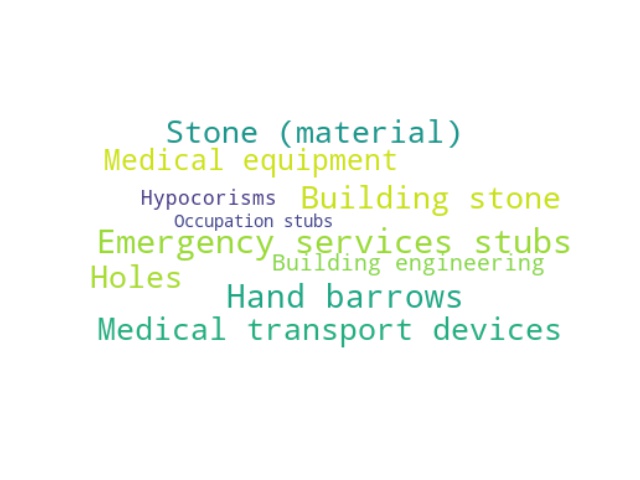 Stone (material)
Medical equipment
Hypocorisms
Building stone
Occupation stubs
Emergency services stubs
Building engineering
Holes
Hand barrows
Medical transport devices